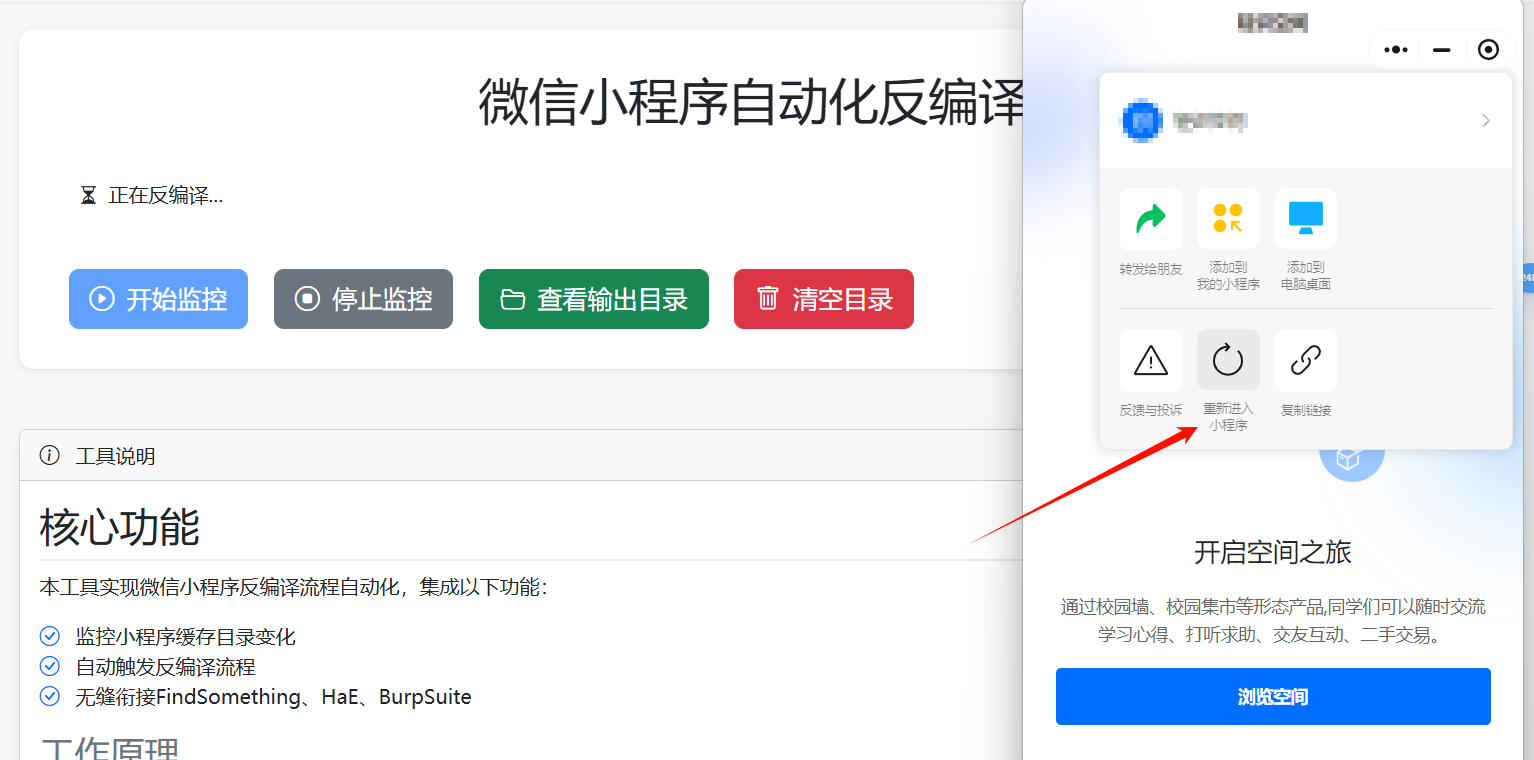 微信小程序自动化反编译
正在反编译...
开始监控
停止监控
查看输出目录
清空目录
工具说明
核心功能
本工具实现微信小程序反编译流程自动化，集成以下功能：
监控小程序缓存目录变化
自动触发反编译流程
无缝衔接FindSomething、HaE、BurpSuite
工作原理
转发给朋友
添加到
我的小程序
添加到
电脑桌面
反馈与投诉
重新进入
小程序
复制链接
开启空间之旅
通过校园墙、校园集市等形态产品,同学们可以随时交流
学习心得、打听求助、交友互动、二手交易。
浏览空间